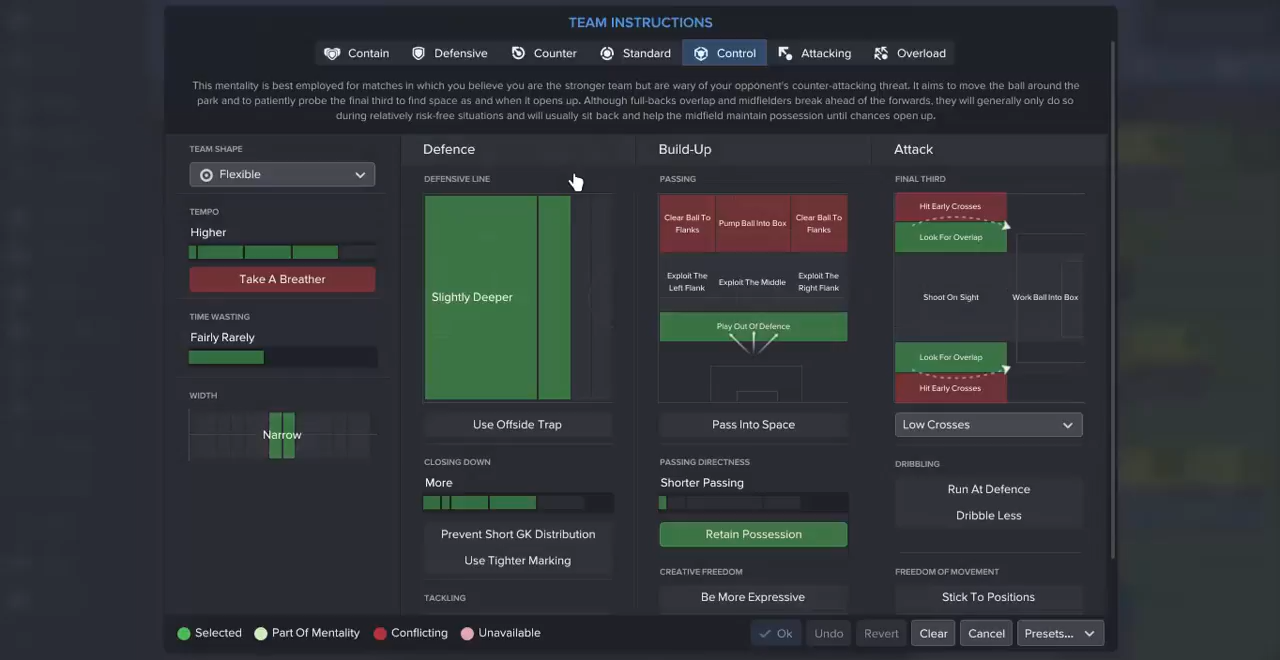 TEAM INSTRUCTIONS
Contain
Defensive
Counter
Standard
Control
Attacking
Overload
This mentality is best employed for matches in which you believe you are the stronger team but are wary of your opponent's counter-attacking threat. It aims to move the ball around the
park and to patiently probe the final third to find space as and when it opens up. Although full-backs overlap and midfielders break ahead of the forwards, they will generally only do so
during relatively risk-free situations and will usually sit back and help the midfield maintain possession until chances open up.
TEAM SHAPE
Flexible
TEMPO
Higher
Take A Breather
TIME WASTING
Fairly Rarely
WIDTH
Narrow
Defence
DEFENSIVE LINE
Slightly Deeper
Use Offside Trap
CLOSING DOWN
More
Prevent Short GK Distribution
Use Tighter Marking
TACKLING
Build-Up
PASSING
Clear Ball To
Flanks
Pump Ball Into Box
Clear Ball To
Flanks
Exploit The
Left Flank
Exploit The Middle
Exploit The
Right Flank
Play Out Of Defence
Pass Into Space
PASSING DIRECTNESS
Shorter Passing
Retain Possession
CREATIVE FREEDOM
Be More Expressive
Attack
FINAL THIRD
Hit Early Crosses
Look For Overlap
Shoot On Sight
Work Ball Into Box
Look For Overlap
Hit Early Crosses
Low Crosses
DRIBBLING
Run At Defence
Dribble Less
FREEDOM OF MOVEMENT
Stick To Positions
Selected
Part Of Mentality
Conflicting
Unavailable
Ok
Undo
Revert
Clear
Cancel
Presets...